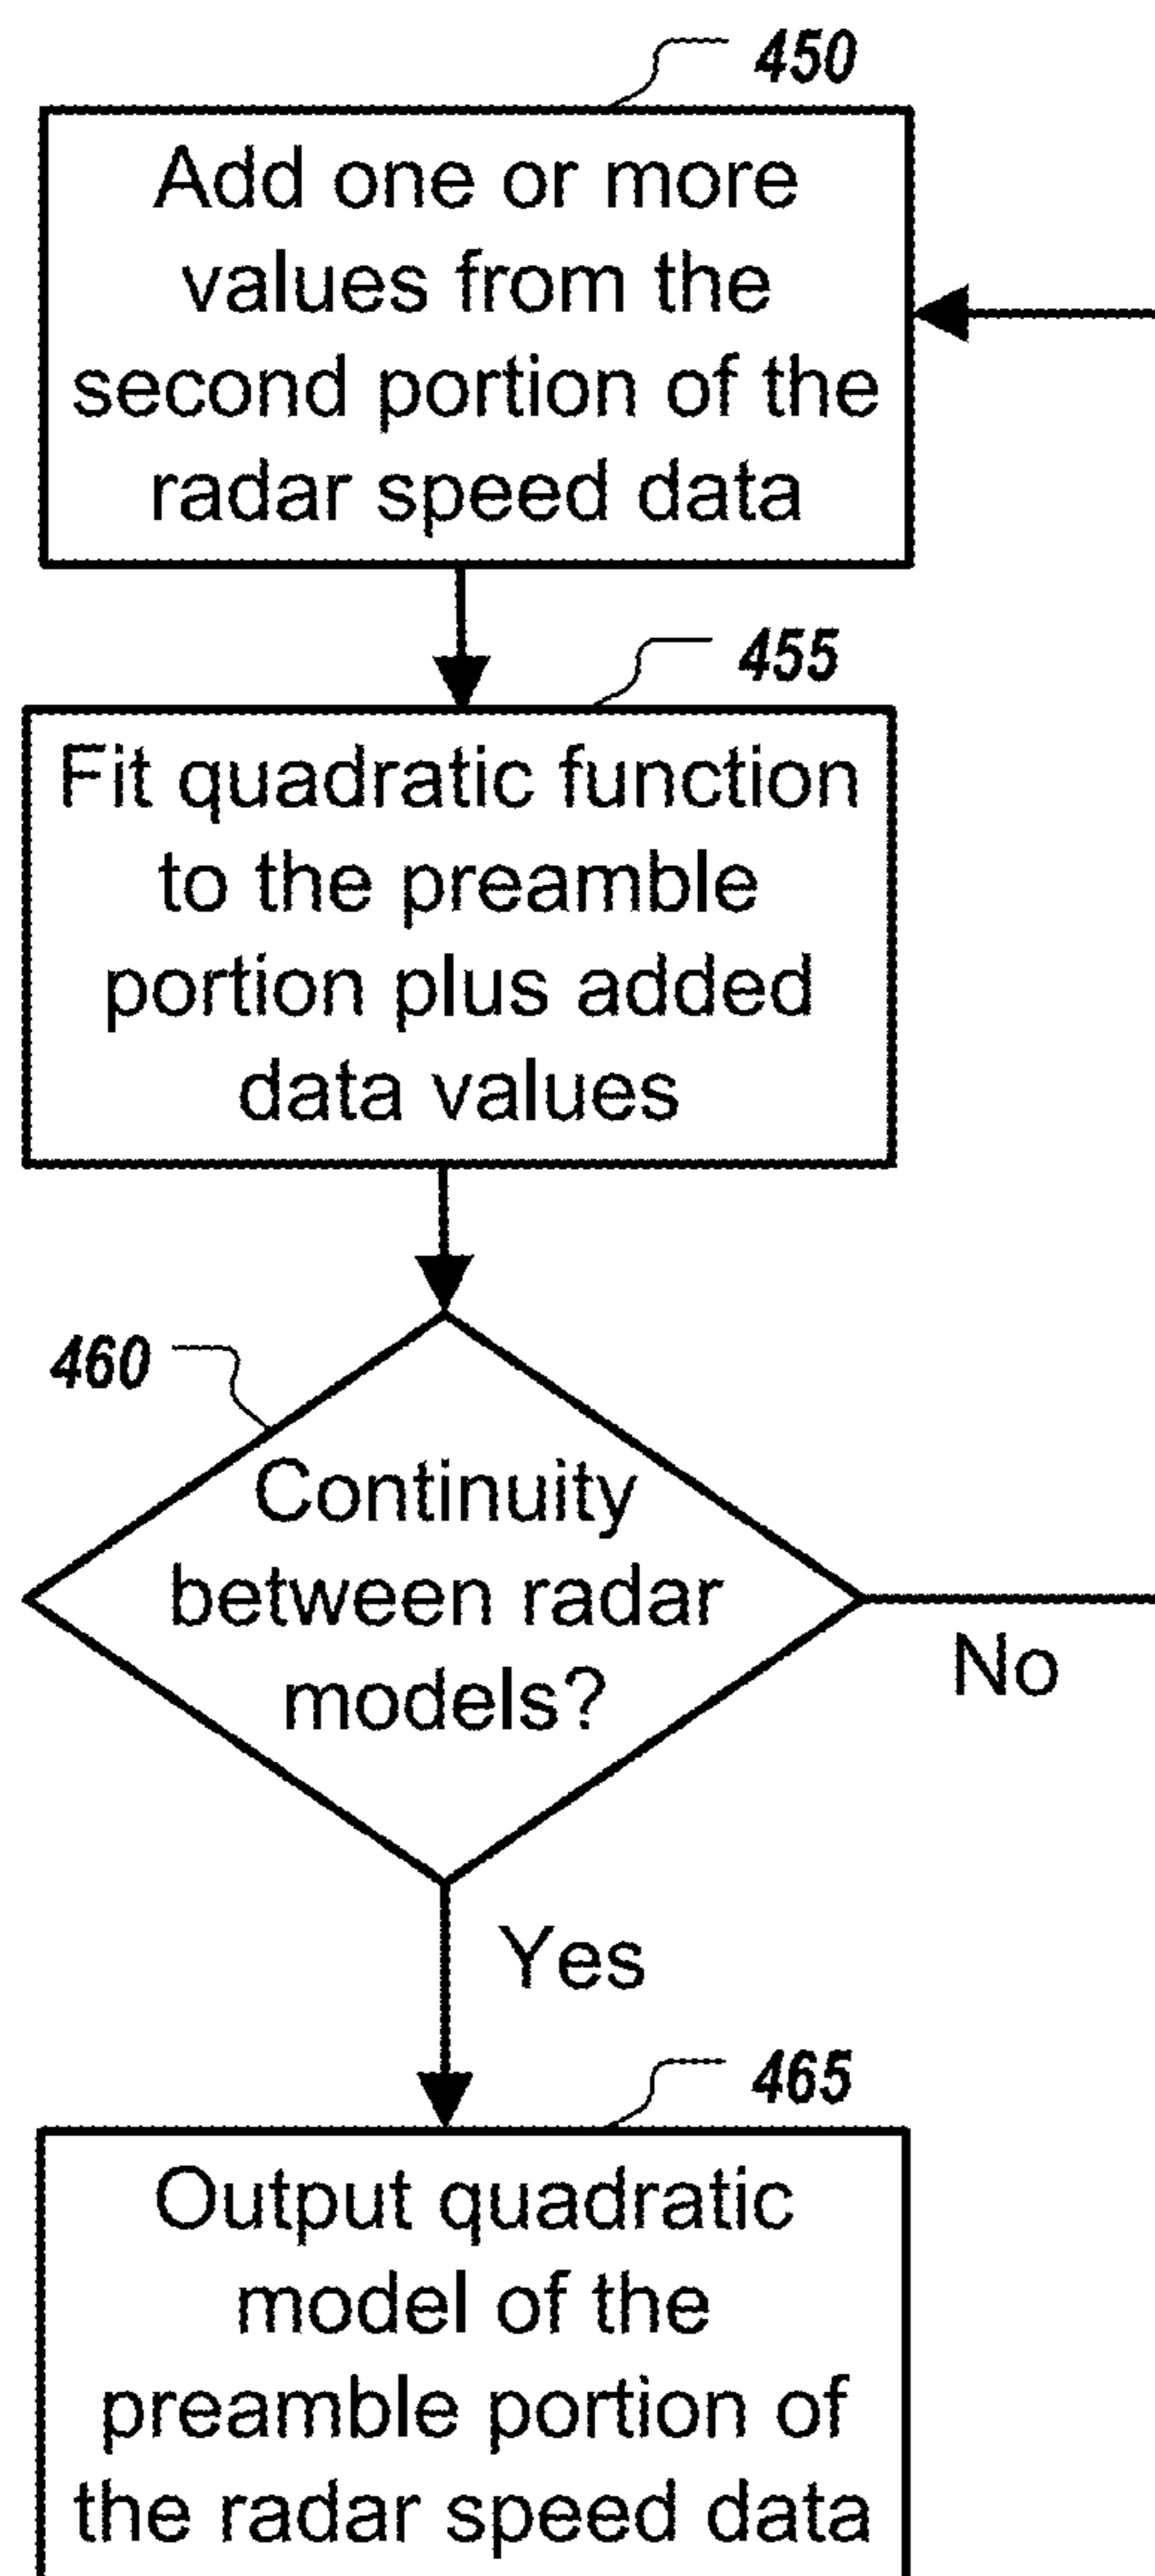 450
Add one or more
values from the
second portion of the
radar speed data
455
Fit quadratic function
to the preamble
portion plus added
data values
460
Continuity
between radar
models?
No
Yes
465
Output quadratic
model of the
preamble portion of
the radar speed data